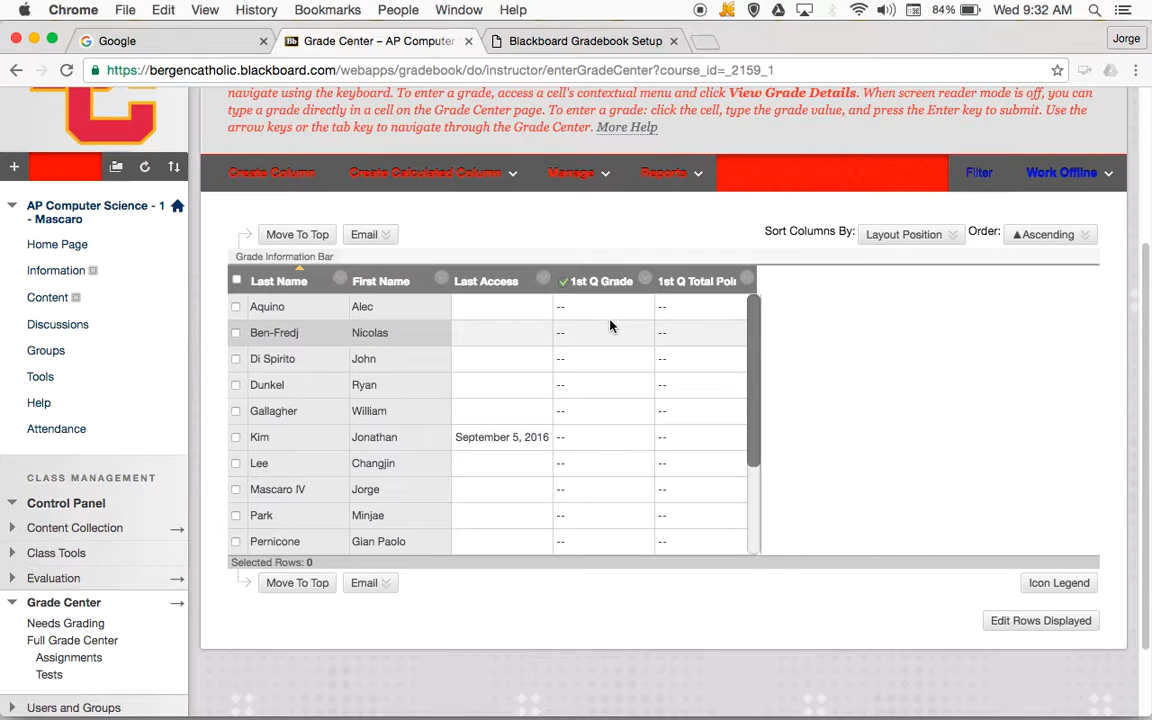 Chrome File Edit View History Bookmarks People Window Help 84% Wed 9:32 AM
Google Bb Grade Center – AP Computer Blackboard Gradebook Setup Jorge
https://bergencatholic.blackboard.com/webapps/gradebook/do/instructor/enterGradeCenter?course_id=_2159_1
navigate using the keyboard. To enter a grade, access a cell's contextual menu and click View Grade Details. When screen reader mode is off, you can
type a grade directly in a cell on the Grade Center page. To enter a grade: click the cell, type the grade value, and press the Enter key to submit. Use the
arrow keys or the tab key to navigate through the Grade Center. More Help
Create Column Create Calculated Column Manage Reports Filter Work Offline
AP Computer Science - 1
- Mascaro
Home Page
Information
Content
Discussions
Groups
Tools
Help
Attendance
CLASS MANAGEMENT
Control Panel
Content Collection
Class Tools
Evaluation
Grade Center
Needs Grading
Full Grade Center
Assignments
Tests
Users and Groups
Move To Top Email Sort Columns By: Layout Position Order: ▲Ascending
Grade Information Bar
Last Name First Name Last Access 1st Q Grade 1st Q Total Poir
Aquino Alec -- --
Ben-Fredj Nicolas -- --
Di Spirito John -- --
Dunkel Ryan -- --
Gallagher William -- --
Kim Jonathan September 5, 2016 -- --
Lee Changjin -- --
Mascaro IV Jorge -- --
Park Minjae -- --
Pernicone Gian Paolo -- --
Selected Rows: 0
Move To Top Email Icon Legend
Edit Rows Displayed